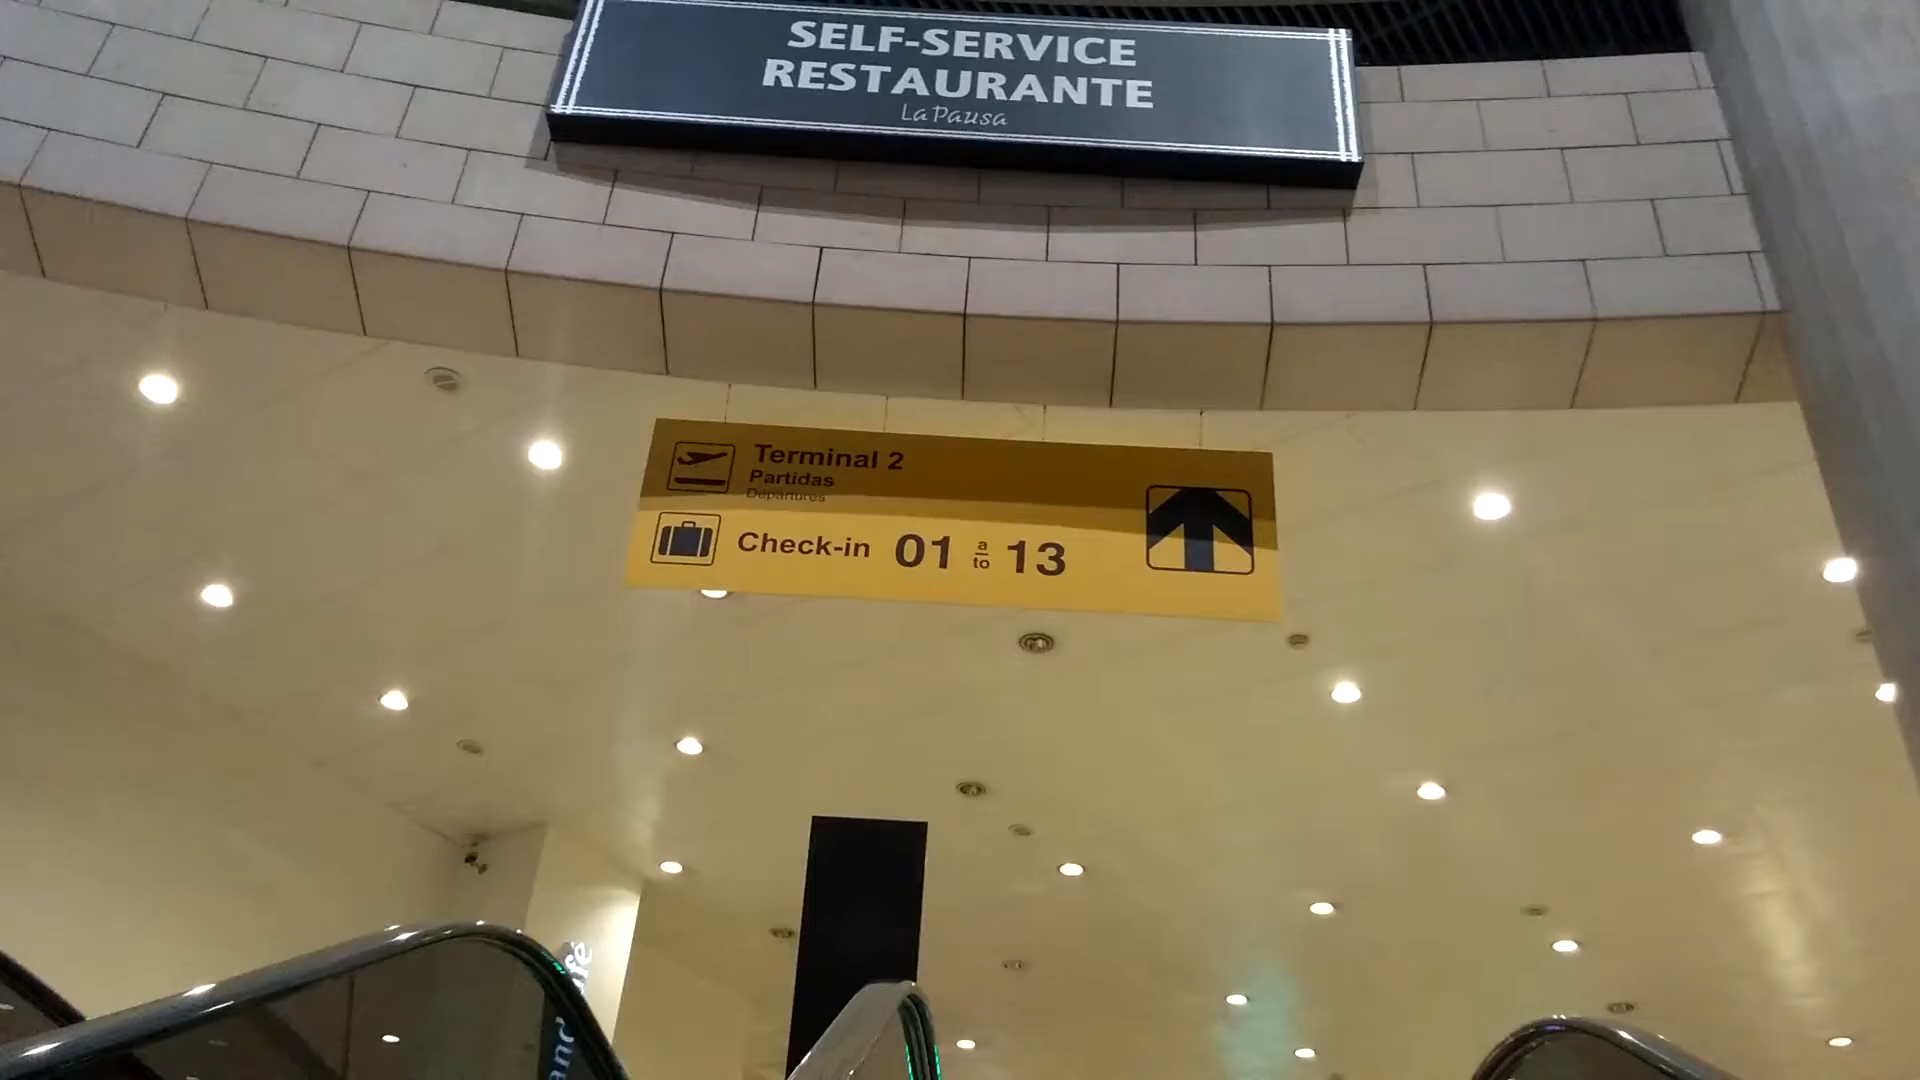 SELF-SERVICE
RESTAURANTE
La Pausa
Terminal 2
Partidas
Departures
Check-in 01 a to 13